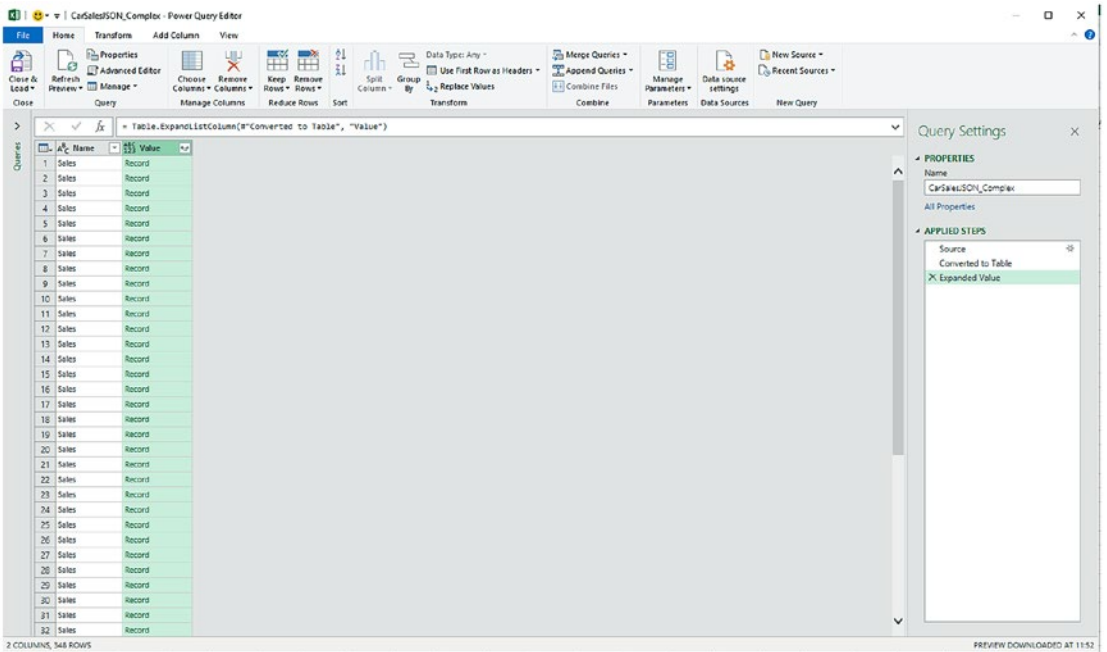 CarSalesJSON_Complex - Power Query Editor
File Home Transform Add Column View
Close & Load
Refresh Preview
Properties
Advanced Editor
Manage
Choose Columns
Remove Columns
Keep Rows
Remove Rows
Split Column
Group By
Data Type: Any
Use First Row as Headers
Replace Values
Merge Queries
Append Queries
Combine Files
Manage Parameters
Data source settings
New Source
Recent Sources
Close Query Manage Columns Reduce Rows Sort Transform Combine Parameters Data Sources New Query
= Table.ExpandListColumn(#"Converted to Table", "Value")
Queries
Name Value
1 Sales Record
2 Sales Record
3 Sales Record
4 Sales Record
5 Sales Record
6 Sales Record
7 Sales Record
8 Sales Record
9 Sales Record
10 Sales Record
11 Sales Record
12 Sales Record
13 Sales Record
14 Sales Record
15 Sales Record
16 Sales Record
17 Sales Record
18 Sales Record
19 Sales Record
20 Sales Record
21 Sales Record
22 Sales Record
23 Sales Record
24 Sales Record
25 Sales Record
26 Sales Record
27 Sales Record
28 Sales Record
29 Sales Record
30 Sales Record
31 Sales Record
32 Sales Record
Query Settings
PROPERTIES
Name
CarSalesJSON_Complex
All Properties
APPLIED STEPS
Source
Converted to Table
Expanded Value
2 COLUMNS, 348 ROWS
PREVIEW DOWNLOADED AT 11:52